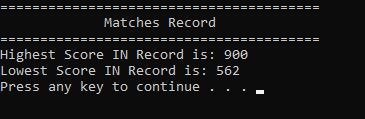 ========================================
Matches Record
========================================
Highest Score IN Record is: 900
Lowest Score IN Record is: 562
Press any key to continue . . .